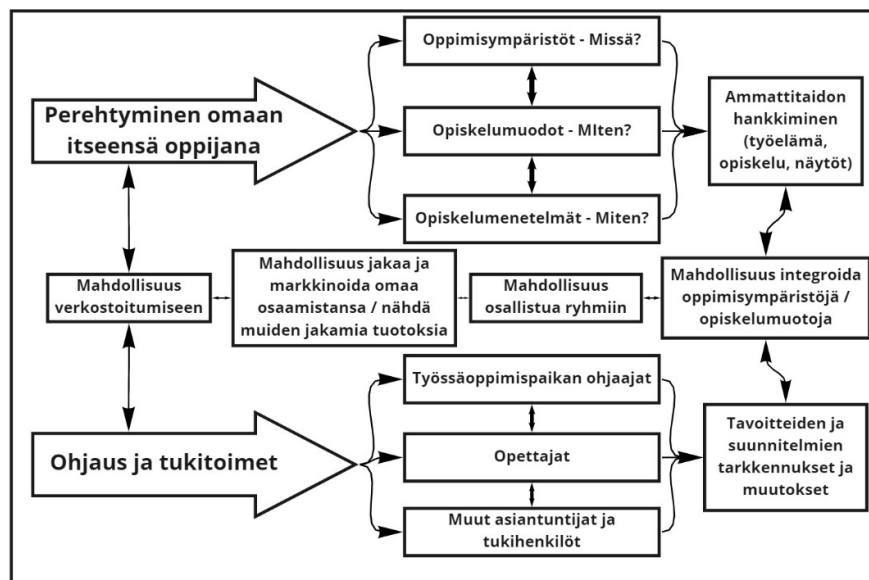 Oppimisympäristöt - Missä?
Perehtyminen omaan
itseensä oppijana
Opiskelumuodot - MIten?
Opiskelumenetelmät - Miten?
Ammattitaidon
hankkiminen
(työelämä,
opiskelu, näytöt)
Mahdollisuus
verkostoitumiseen
Mahdollisuus jakaa ja
markkinoida omaa
osaamistansa / nähdä
muiden jakamia tuotoksia
Mahdollisuus
osallistua ryhmiin
Mahdollisuus integroida
oppimisympäristöjä /
opiskelumuotoja
Ohjaus ja tukitoimet
Työssäoppimispaikan ohjaajat
Opettajat
Muut asiantuntijat ja
tukihenkilöt
Tavoitteiden ja
suunnitelmien
tarkkennukset ja
muutokset